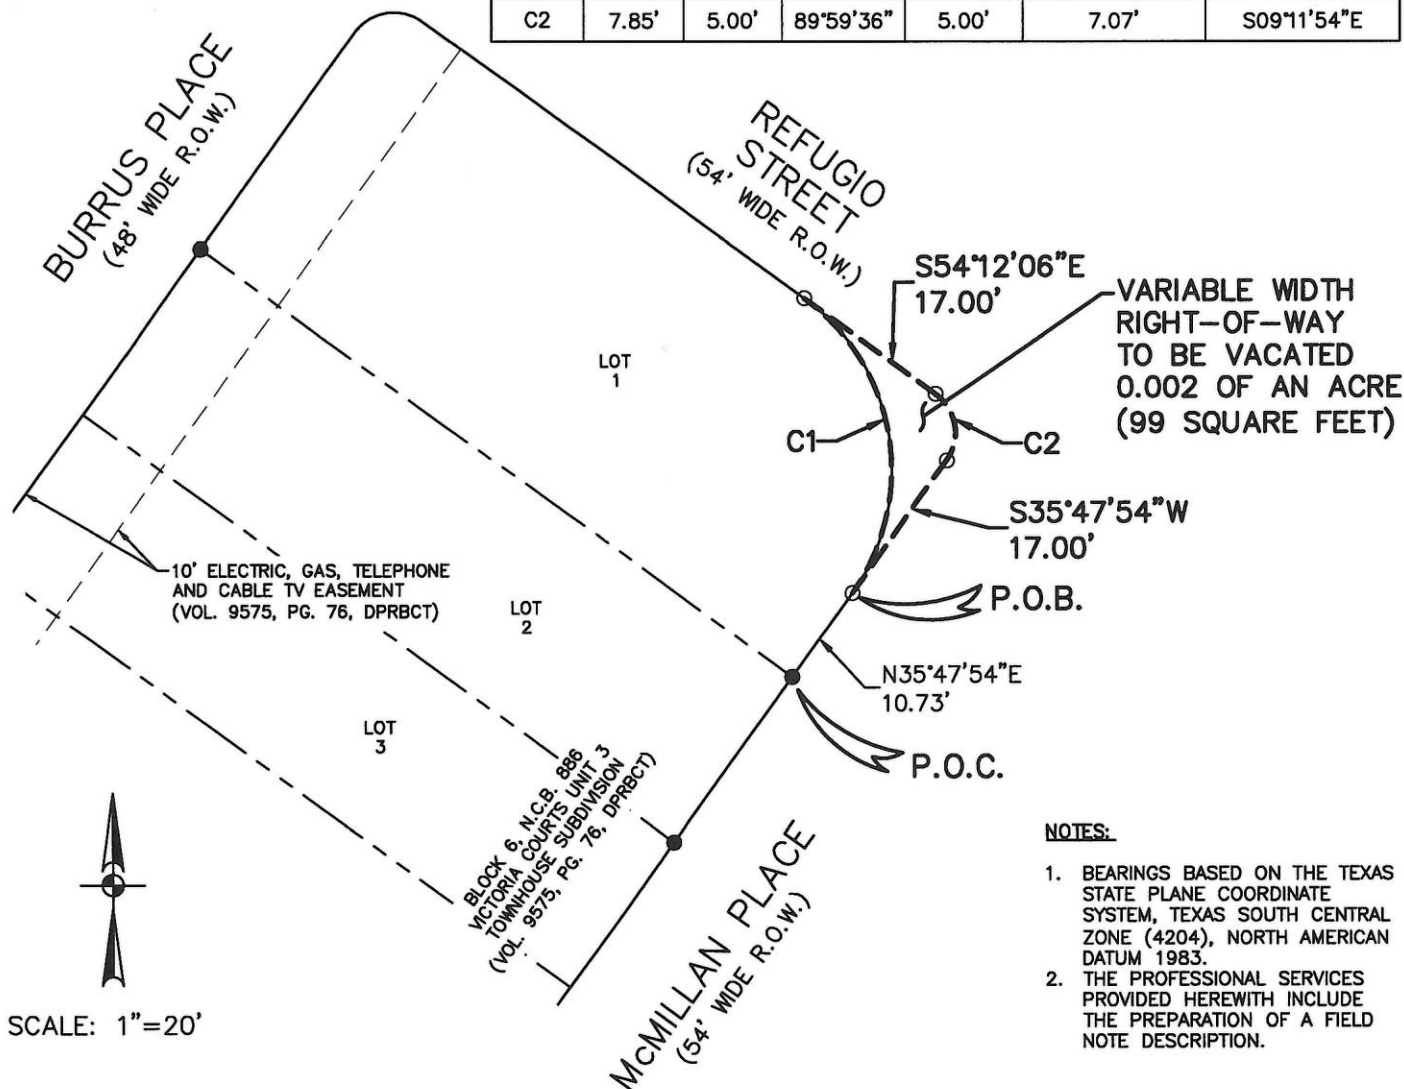 C2 7.85' 5.00' 89°59'36" 5.00' 7.07' S09°11'54"E
BURRUS PLACE
(48' WIDE R.O.W.)
REFUGIO
STREET
(54' WIDE R.O.W.)
S54°12'06"E
17.00'
VARIABLE WIDTH
RIGHT-OF-WAY
TO BE VACATED
0.002 OF AN ACRE
(99 SQUARE FEET)
LOT
1
C1
C2
S35°47'54"W
17.00'
10' ELECTRIC, GAS, TELEPHONE
AND CABLE TV EASEMENT
(VOL. 9575, PG. 76, DPRBCT)
LOT
2
P.O.B.
N35°47'54"E
10.73'
LOT
3
P.O.C.
BLOCK 6, N.C.B. 886
VICTORIA COURTS UNIT 3
TOWNHOUSE SUBDIVISION
(VOL. 9575, PG. 76, DPRBCT)
McMILLAN PLACE
(54' WIDE R.O.W.)
SCALE: 1"=20'
NOTES:
1. BEARINGS BASED ON THE TEXAS
STATE PLANE COORDINATE
SYSTEM, TEXAS SOUTH CENTRAL
ZONE (4204), NORTH AMERICAN
DATUM 1983.
2. THE PROFESSIONAL SERVICES
PROVIDED HEREWITH INCLUDE
THE PREPARATION OF A FIELD
NOTE DESCRIPTION.